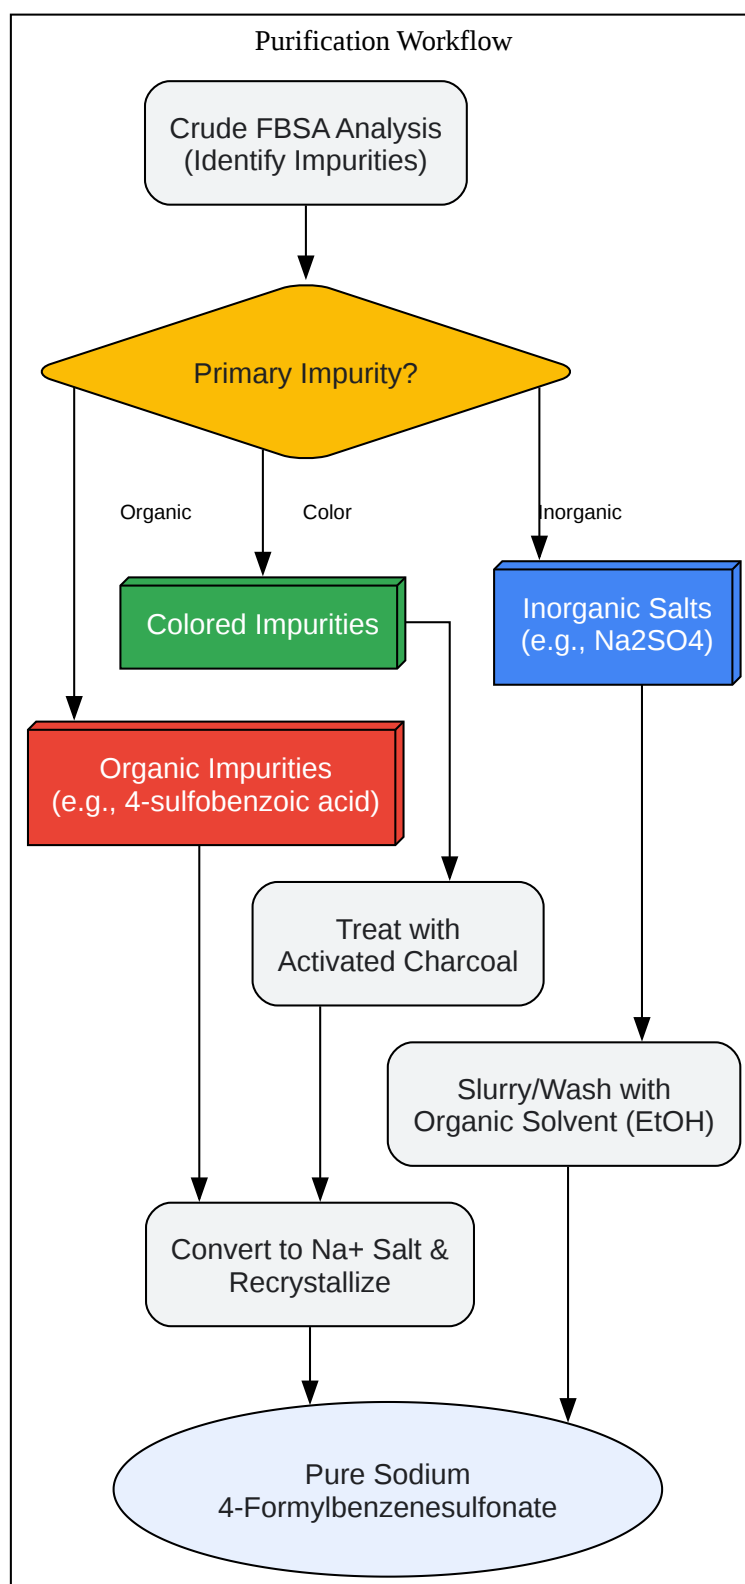 Purification Workflow
Crude FBSA Analysis
(Identify Impurities)
Primary Impurity?
Organic
Color
Inorganic
Colored Impurities
Inorganic Salts
(e.g., Na2SO4)
Organic Impurities
(e.g., 4-sulfobenzoic acid)
Treat with
Activated Charcoal
Slurry/Wash with
Organic Solvent (EtOH)
Convert to Na+ Salt &
Recrystallize
Pure Sodium
4-Formylbenzenesulfonate